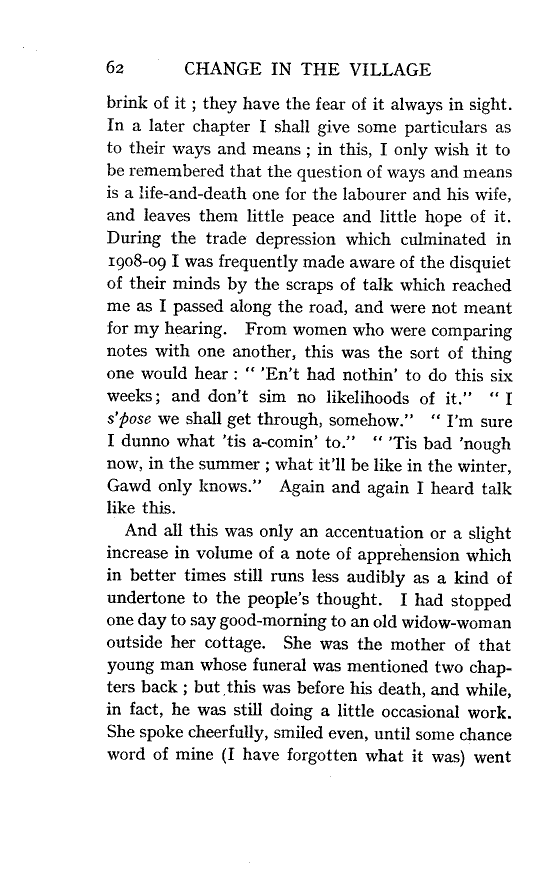 62 CHANGE IN THE VILLAGE
brink of it ; they have the fear of it always in sight.
In a later chapter I shall give some particulars as
to their ways and means ; in this, I only wish it to
be remembered that the question of ways and means
is a life-and-death one for the labourer and his wife,
and leaves them little peace and little hope of it.
During the trade depression which culminated in
1908-09 I was frequently made aware of the disquiet
of their minds by the scraps of talk which reached
me as I passed along the road, and were not meant
for my hearing. From women who were comparing
notes with one another, this was the sort of thing
one would hear : “ ’En’t had nothin’ to do this six
weeks; and don’t sim no likelihoods of it.” “ I
s’pose we shall get through, somehow.” “ I’m sure
I dunno what ’tis a-comin’ to.” “ ’Tis bad ’nough
now, in the summer ; what it’ll be like in the winter,
Gawd only knows.” Again and again I heard talk
like this.
And all this was only an accentuation or a slight
increase in volume of a note of apprehension which
in better times still runs less audibly as a kind of
undertone to the people’s thought. I had stopped
one day to say good-morning to an old widow-woman
outside her cottage. She was the mother of that
young man whose funeral was mentioned two chap-
ters back ; but this was before his death, and while,
in fact, he was still doing a little occasional work.
She spoke cheerfully, smiled even, until some chance
word of mine (I have forgotten what it was) went